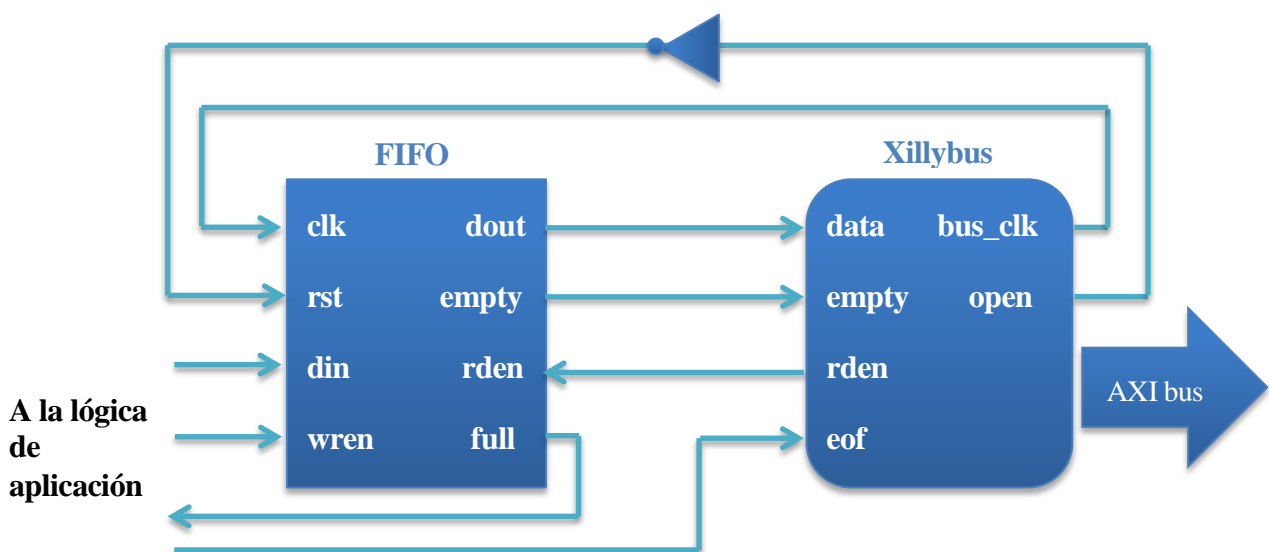 FIFO
Xillybus
clk dout
data bus_clk
rst empty
empty open
din rden
rden
AXI bus
A la lógica
de
aplicación
wren full
eof